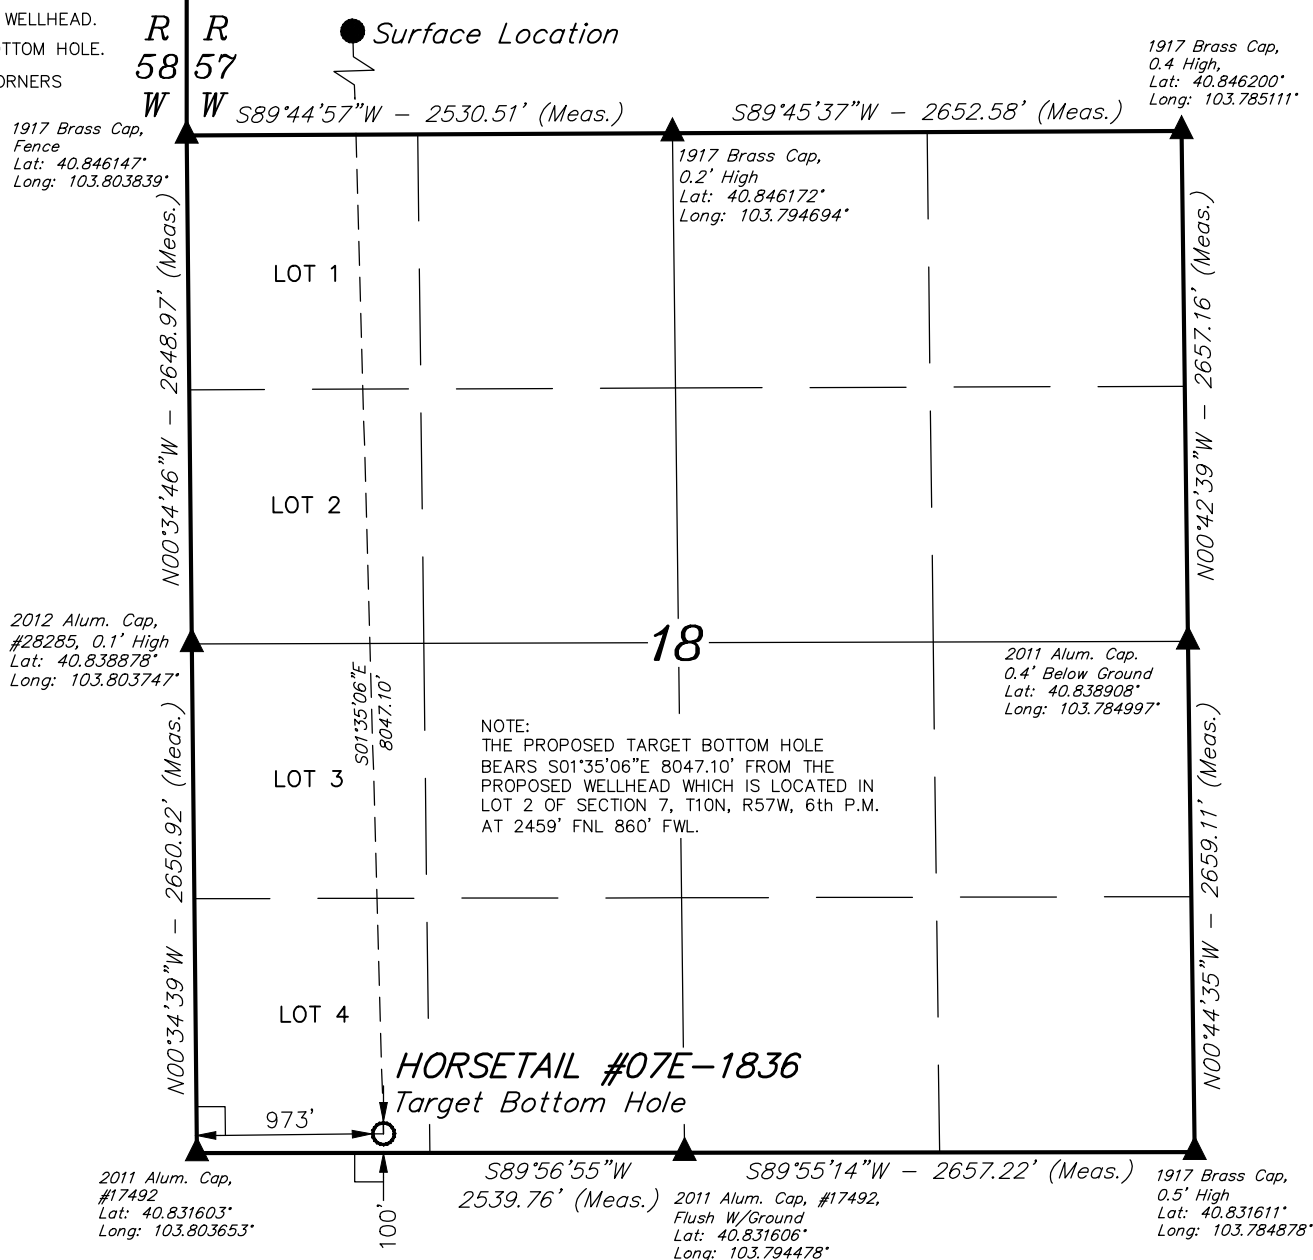 WELLHEAD.
OTTOM HOLE.
ORNERS
R R
58 57
W W
Surface Location
1917 Brass Cap,
0.4 High,
Lat: 40.846200°
Long: 103.785111°
S89°44'57"W – 2530.51' (Meas.)
S89°45'37"W – 2652.58' (Meas.)
1917 Brass Cap,
Fence
Lat: 40.846147°
Long: 103.803839°
1917 Brass Cap,
0.2' High
Lat: 40.846172°
Long: 103.794694°
N00°34'46"W – 2648.97' (Meas.)
N00°42'39"W – 2657.16' (Meas.)
LOT 1
LOT 2
2012 Alum. Cap,
#28285, 0.1' High
Lat: 40.838878°
Long: 103.803747°
18
2011 Alum. Cap.
0.4' Below Ground
Lat: 40.838908°
Long: 103.784997°
S01°35'06"E
8047.10'
NOTE:
THE PROPOSED TARGET BOTTOM HOLE
BEARS S01°35'06"E 8047.10' FROM THE
PROPOSED WELLHEAD WHICH IS LOCATED IN
LOT 2 OF SECTION 7, T10N, R57W, 6th P.M.
AT 2459' FNL 860' FWL.
LOT 3
N00°34'39"W – 2650.92' (Meas.)
N00°44'35"W – 2659.11' (Meas.)
LOT 4
HORSETAIL #07E–1836
Target Bottom Hole
973'
100'
2011 Alum. Cap,
#17492
Lat: 40.831603°
Long: 103.803653°
S89°56'55"W
2539.76' (Meas.)
S89°55'14"W – 2657.22' (Meas.)
2011 Alum. Cap, #17492,
Flush W/Ground
Lat: 40.831606°
Long: 103.794478°
1917 Brass Cap,
0.5' High
Lat: 40.831611°
Long: 103.784878°